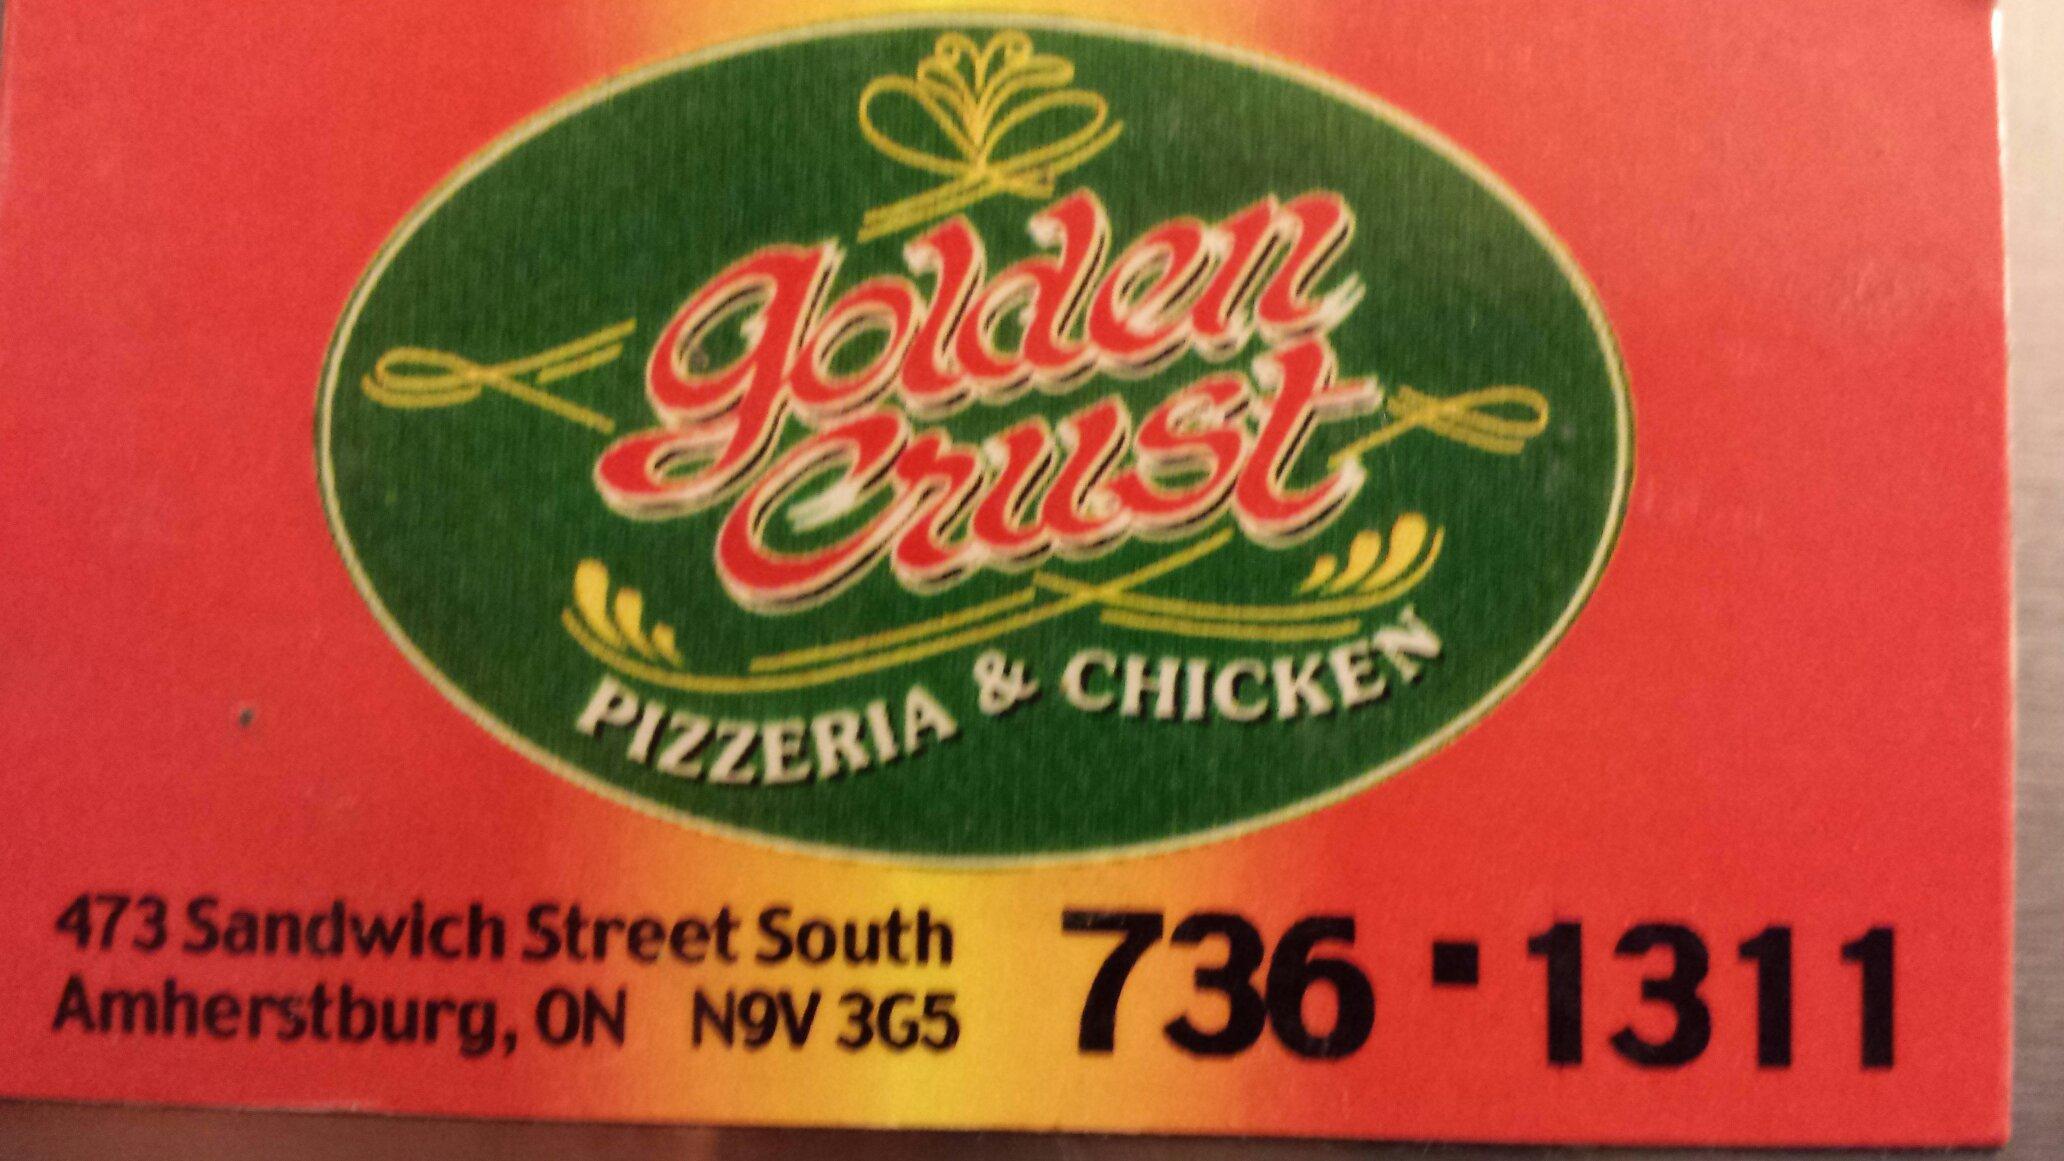 golden
Crust
PIZZERIA & CHICKEN
473 Sandwich Street South
Amherstburg, ON N9V 3G5
736-1311